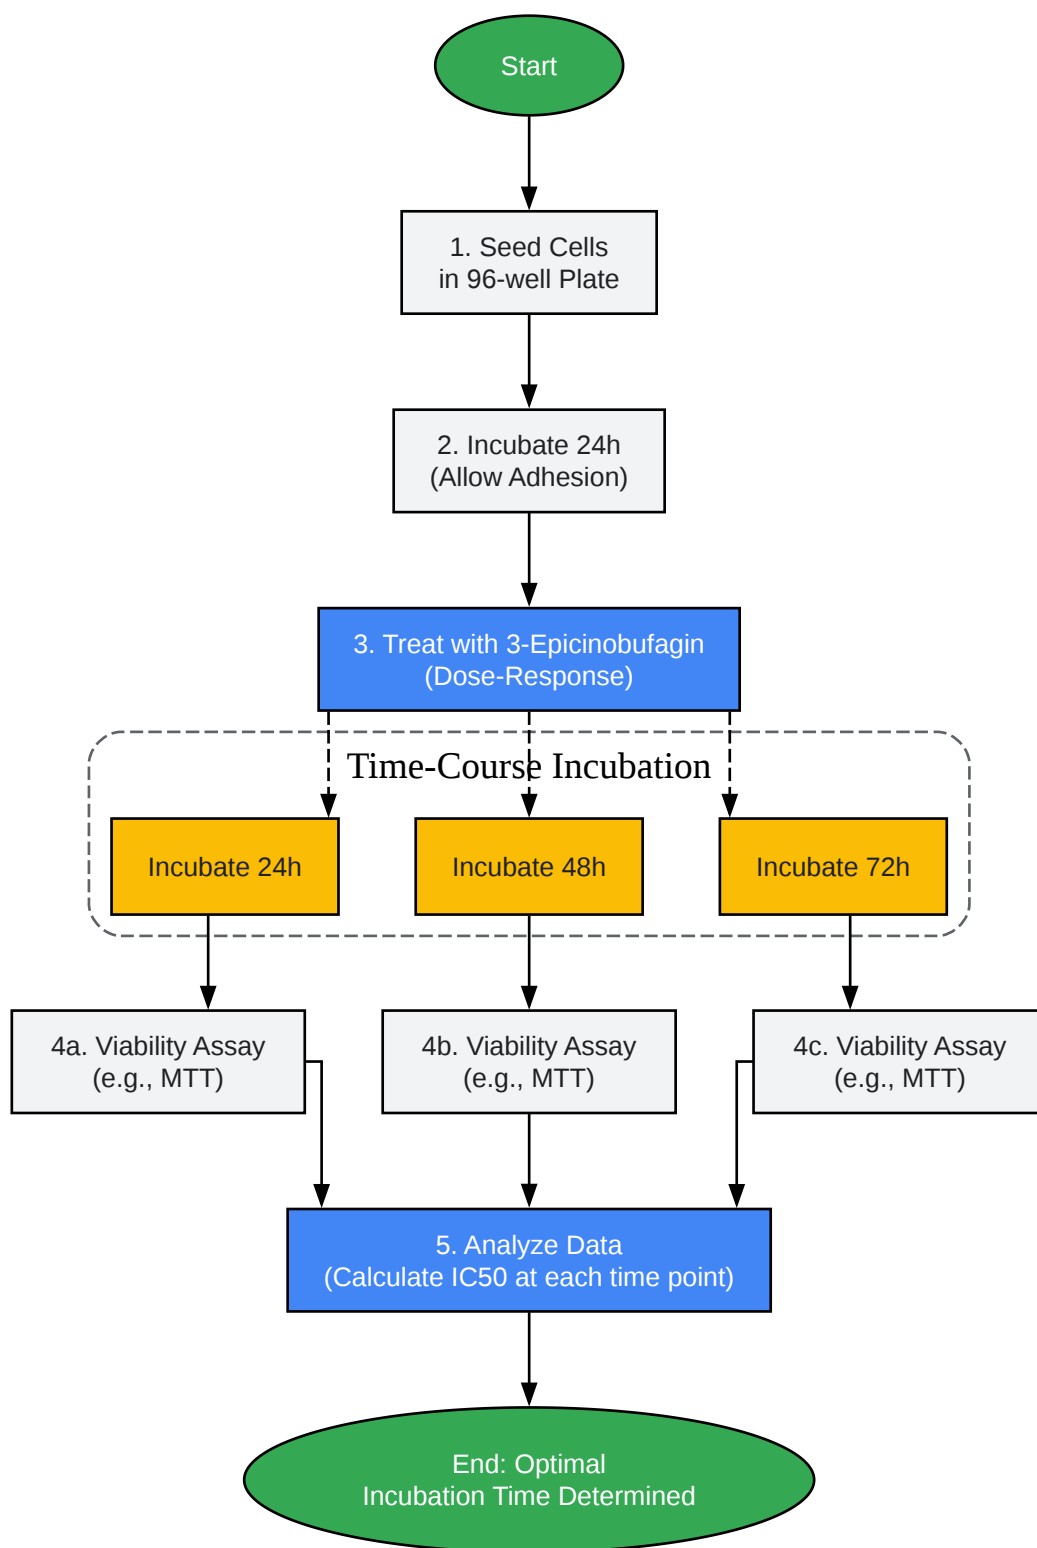 Start
1. Seed Cells
in 96-well Plate
2. Incubate 24h
(Allow Adhesion)
3. Treat with 3-Epicinobufagin
(Dose-Response)
Time-Course Incubation
Incubate 24h
Incubate 48h
Incubate 72h
4a. Viability Assay
(e.g., MTT)
4b. Viability Assay
(e.g., MTT)
4c. Viability Assay
(e.g., MTT)
5. Analyze Data
(Calculate IC50 at each time point)
End: Optimal
Incubation Time Determined